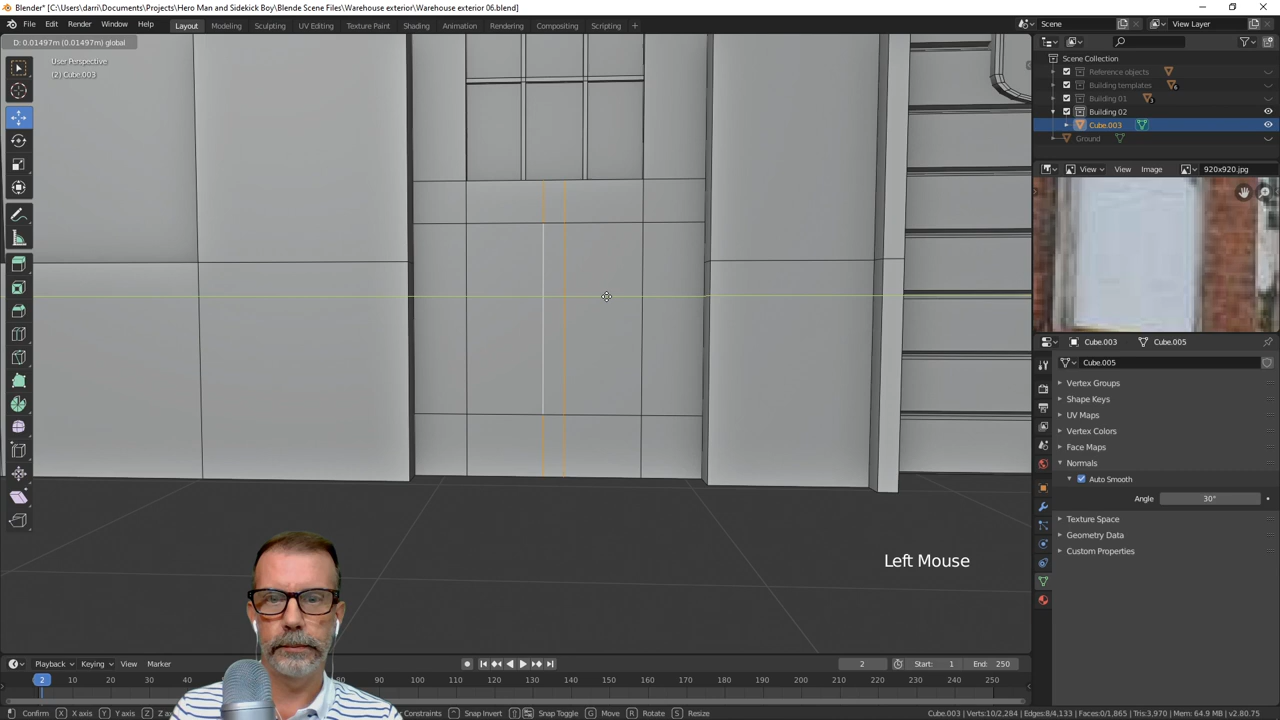 Blender* [C:\Users\darri\Documents\Projects\Hero Man and Sidekick Boy\Blende Scene Files\Warehouse exterior\Warehouse exterior 06.blend]
File Edit Render Window Help Layout Modeling Sculpting UV Editing Texture Paint Shading Animation Rendering Compositing Scripting Scene View Layer
D: 0.01497m (0.01497m) global
User Perspective
(2) Cube.003
Scene Collection
Reference objects
Building templates 6
Building 01 3
Building 02
Cube.003
Ground
View View Image 920x920.jpg
Cube.003 Cube.005
Cube.005
Vertex Groups
Shape Keys
UV Maps
Vertex Colors
Face Maps
Normals
Auto Smooth
Angle 30°
Texture Space
Geometry Data
Custom Properties
Left Mouse
Playback Keying View Marker 2 Start: 1 End: 250
2 10 20 30 40 50 60 70 80 90 100 110 120 130 140 150 160 170 180 190 200 210 220 230 240 250
Confirm X X axis Y Y axis Z Constraints Snap Invert Snap Toggle G Move R Rotate S Resize Cube.003 | Verts:10/2,284 | Edges:8/4,133 | Faces:0/1,865 | Tris:3,970 | Mem: 64.9 MB | v2.80.75